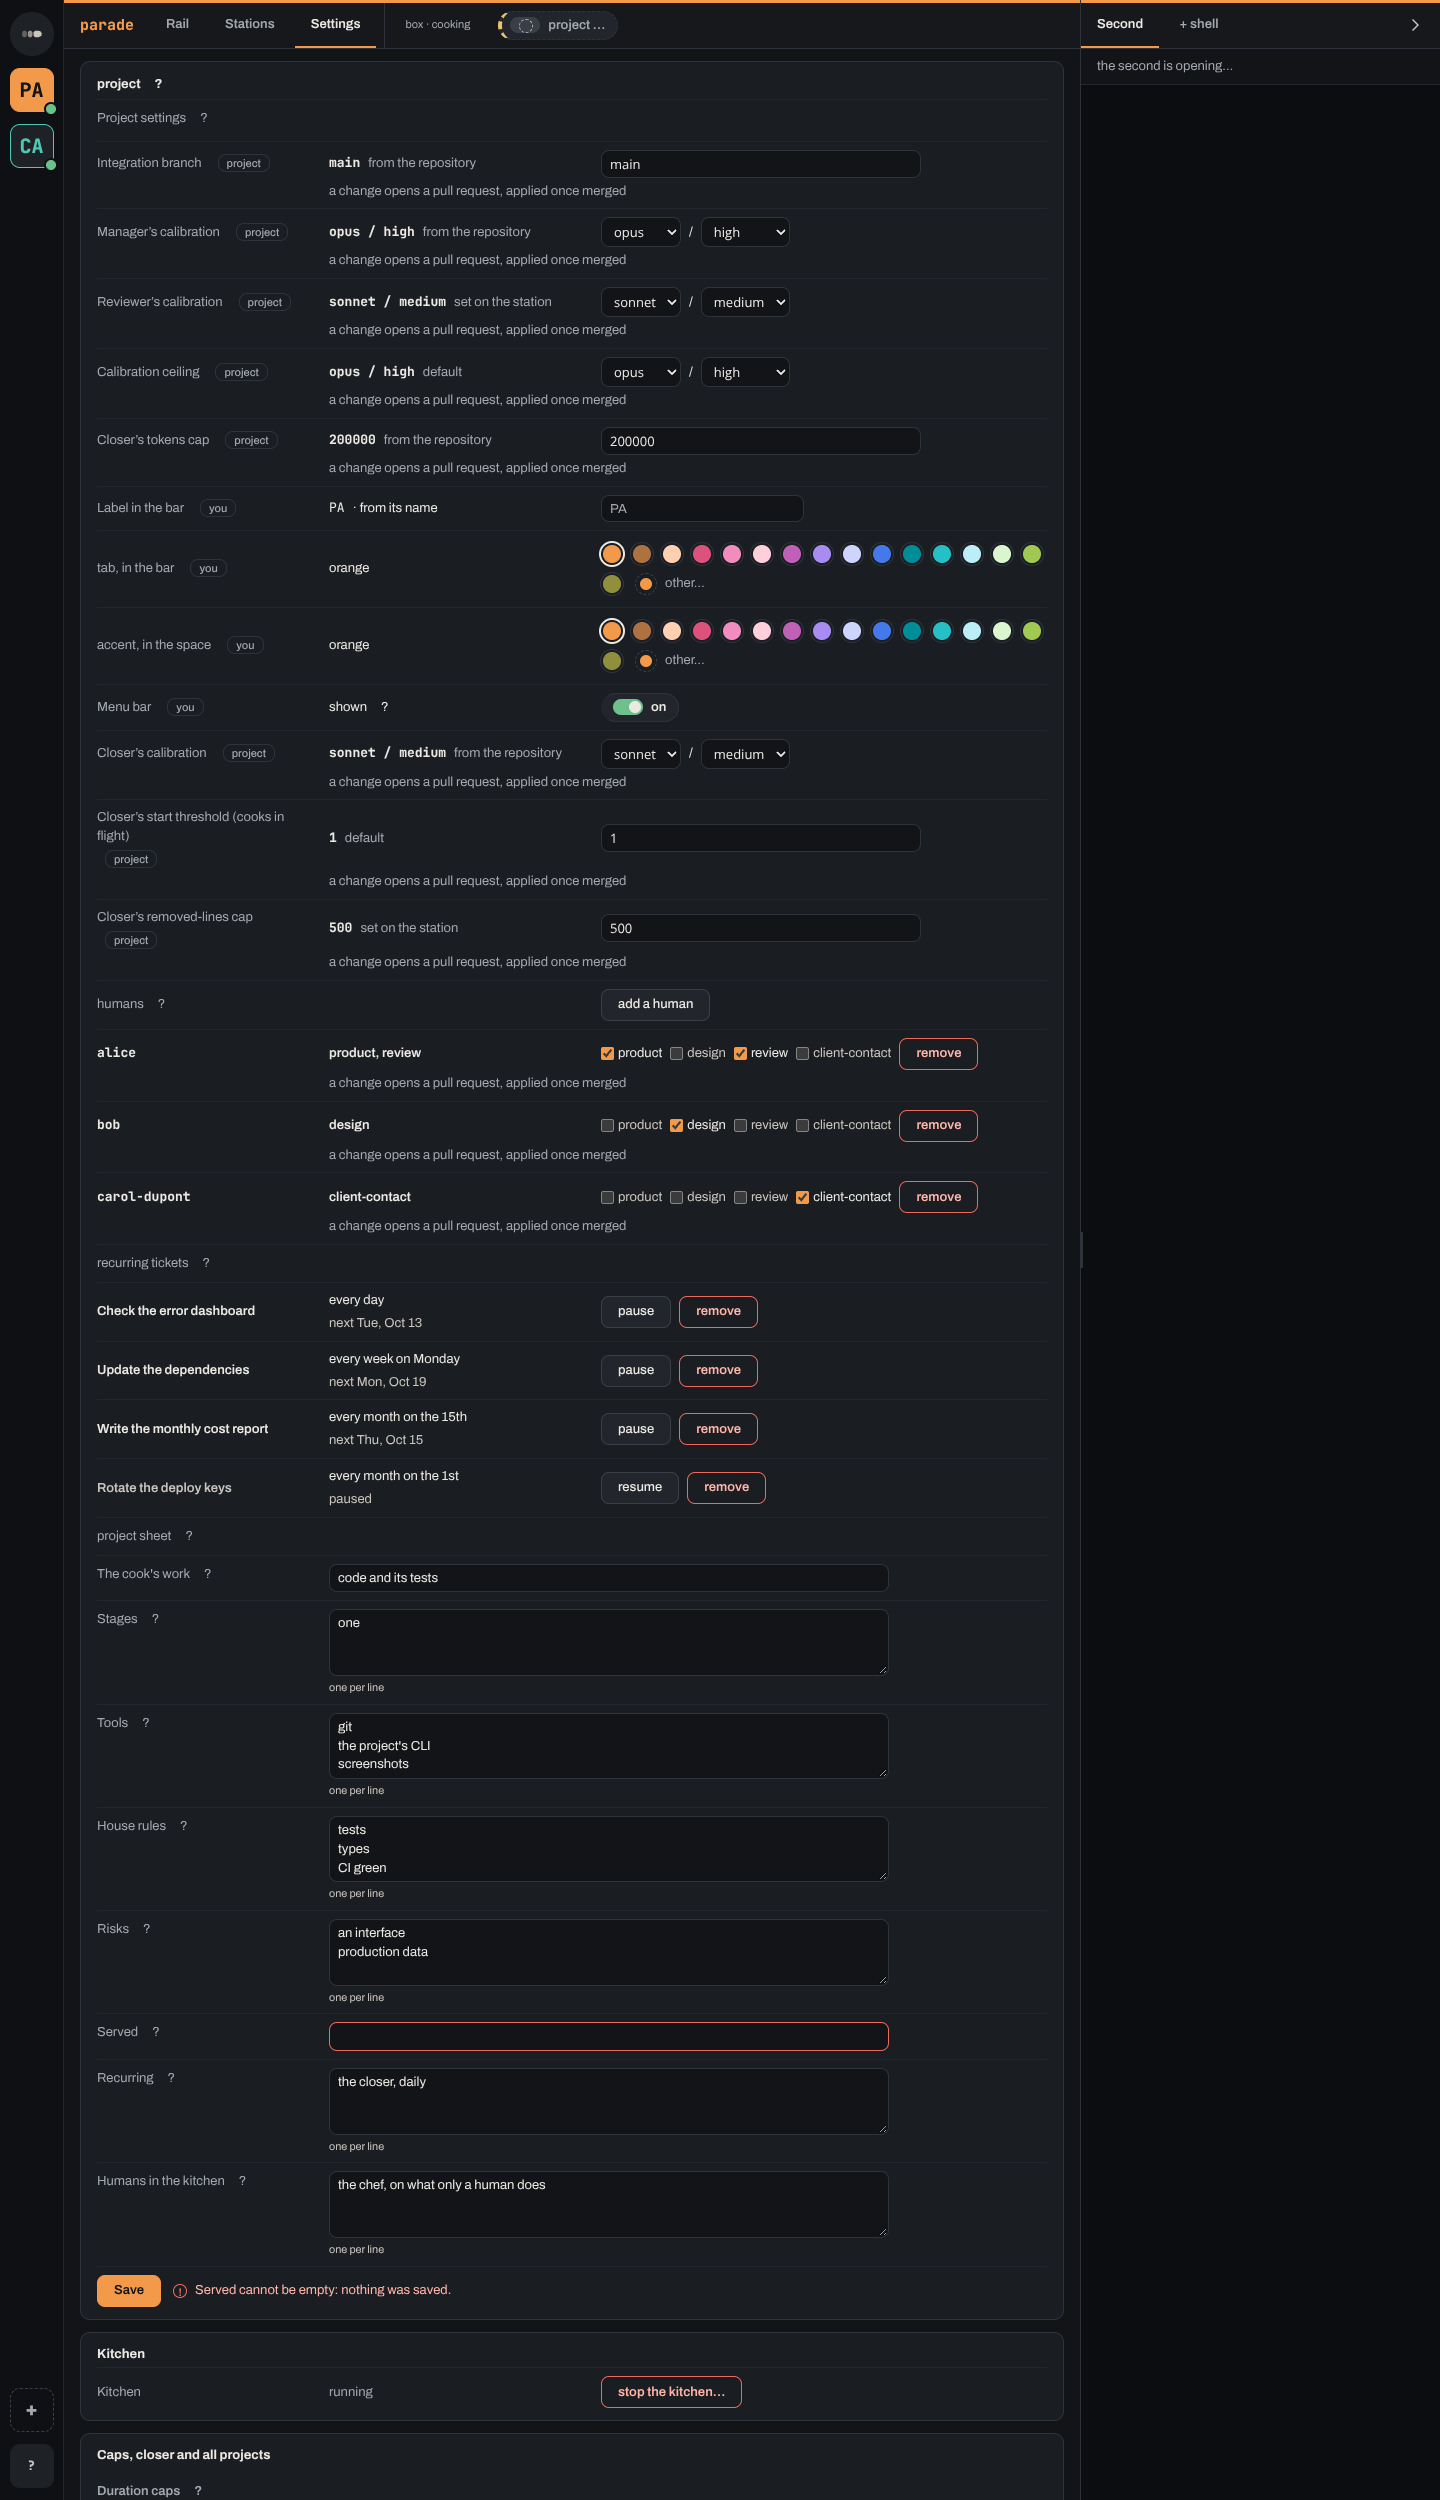 parade Rail Stations Settings box · cooking project ... Second + shell
the second is opening...
PA
CA
project ?
Project settings ?
Integration branch project main from the repository main
a change opens a pull request, applied once merged
Manager's calibration project opus / high from the repository opus / high
a change opens a pull request, applied once merged
Reviewer's calibration project sonnet / medium set on the station sonnet / medium
a change opens a pull request, applied once merged
Calibration ceiling project opus / high default opus / high
a change opens a pull request, applied once merged
Closer's tokens cap project 200000 from the repository 200000
a change opens a pull request, applied once merged
Label in the bar you PA · from its name PA
tab, in the bar you orange
other...
accent, in the space you orange
other...
Menu bar you shown ? on
Closer's calibration project sonnet / medium from the repository sonnet / medium
a change opens a pull request, applied once merged
Closer's start threshold (cooks in
flight)
project
1 default 1
a change opens a pull request, applied once merged
Closer's removed-lines cap
project
500 set on the station 500
a change opens a pull request, applied once merged
humans ? add a human
alice product, review product design review client-contact remove
a change opens a pull request, applied once merged
bob design product design review client-contact remove
a change opens a pull request, applied once merged
carol-dupont client-contact product design review client-contact remove
a change opens a pull request, applied once merged
recurring tickets ?
Check the error dashboard
every day
next Tue, Oct 13
pause remove
Update the dependencies
every week on Monday
next Mon, Oct 19
pause remove
Write the monthly cost report
every month on the 15th
next Thu, Oct 15
pause remove
Rotate the deploy keys
every month on the 1st
paused
resume remove
project sheet ?
The cook's work ? code and its tests
Stages ? one
one per line
Tools ? git
the project's CLI
screenshots
one per line
House rules ? tests
types
CI green
one per line
Risks ? an interface
production data
one per line
Served ?
Recurring ? the closer, daily
one per line
Humans in the kitchen ? the chef, on what only a human does
one per line
Save Served cannot be empty: nothing was saved.
Kitchen
Kitchen running stop the kitchen...
Caps, closer and all projects
Duration caps ?
+
?